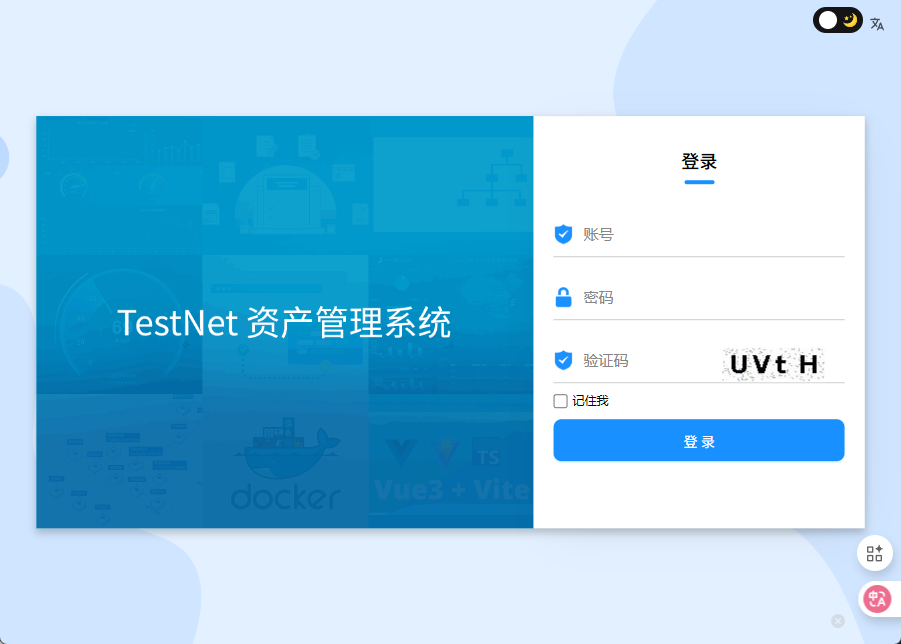 登录
账号
TestNet 资产管理系统
密码
验证码
UVt H
记住我
登 录
docker
TS
Vue3 + Vite